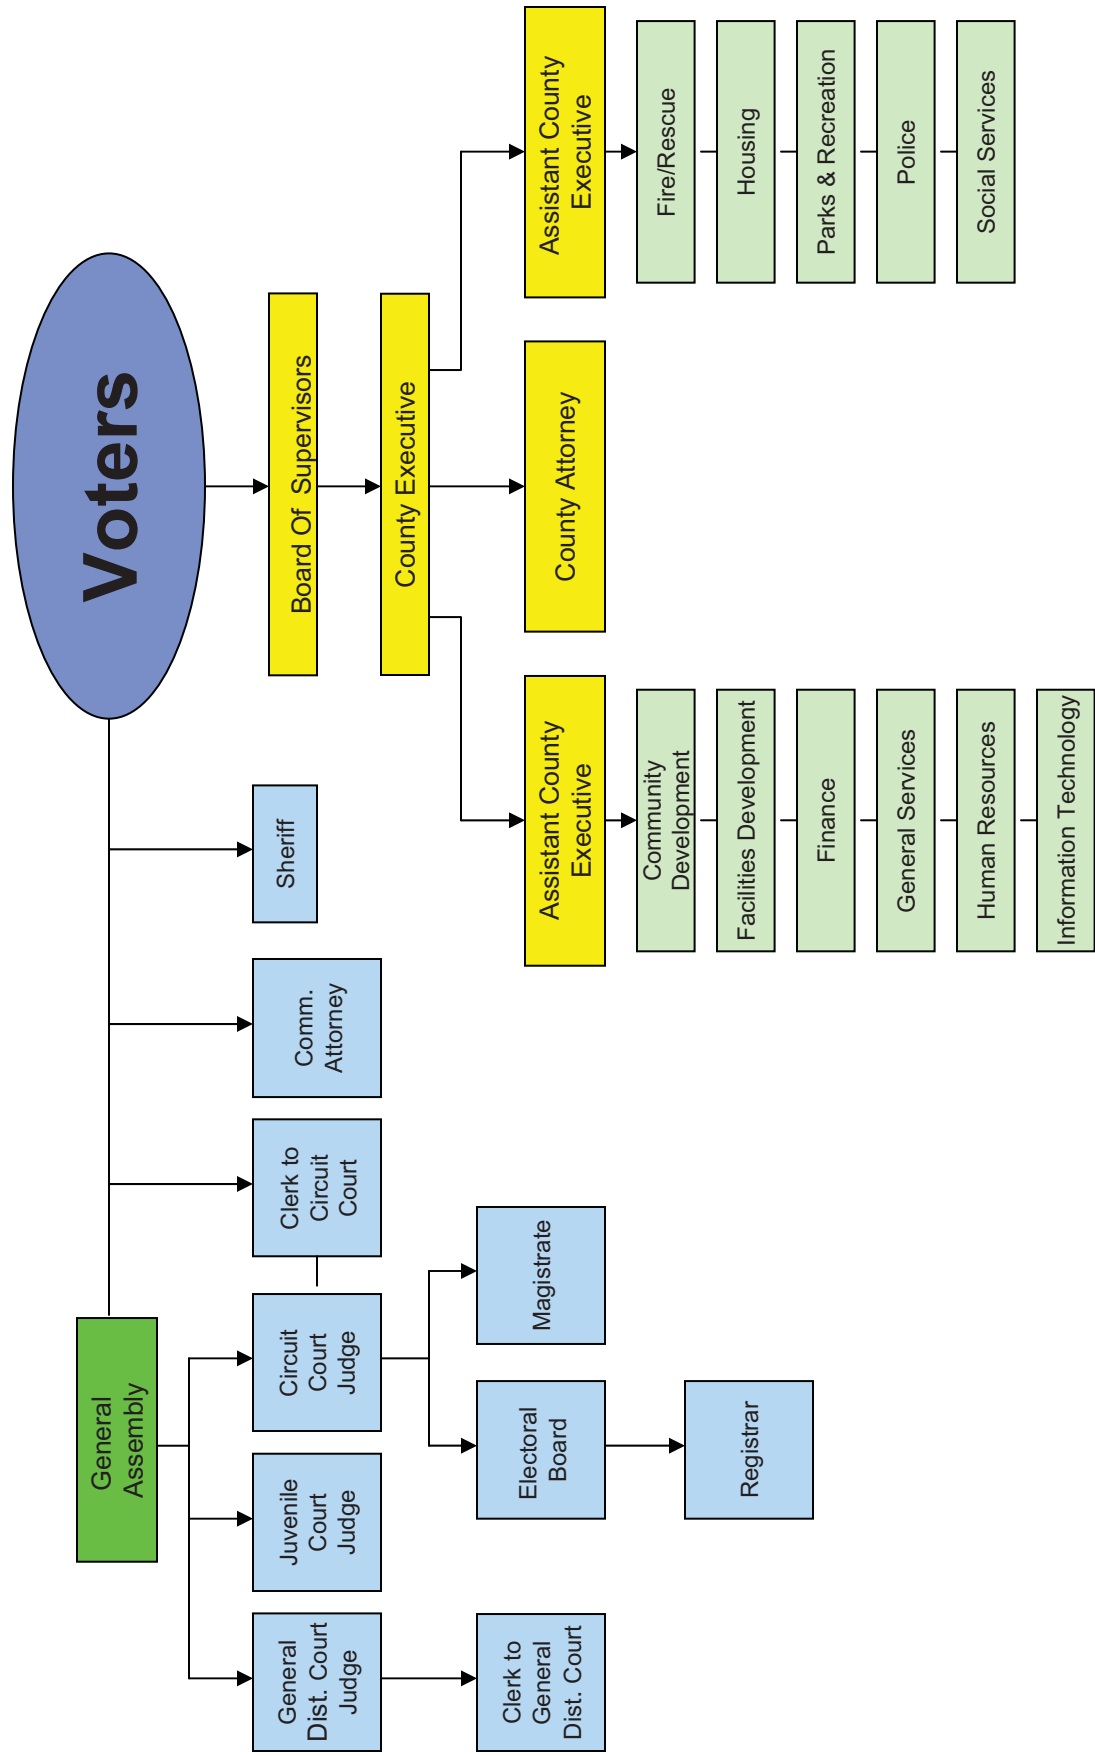 Voters
General
Assembly
General
Dist. Court
Judge
Juvenile
Court
Judge
Circuit
Court
Judge
Clerk to
Circuit
Court
Comm.
Attorney
Sheriff
Board Of Supervisors
County Executive
Clerk to
General
Dist. Court
Electoral
Board
Magistrate
Registrar
Assistant County
Executive
County Attorney
Assistant County
Executive
Community
Development
Facilities Development
Finance
General Services
Human Resources
Information Technology
Fire/Rescue
Housing
Parks & Recreation
Police
Social Services